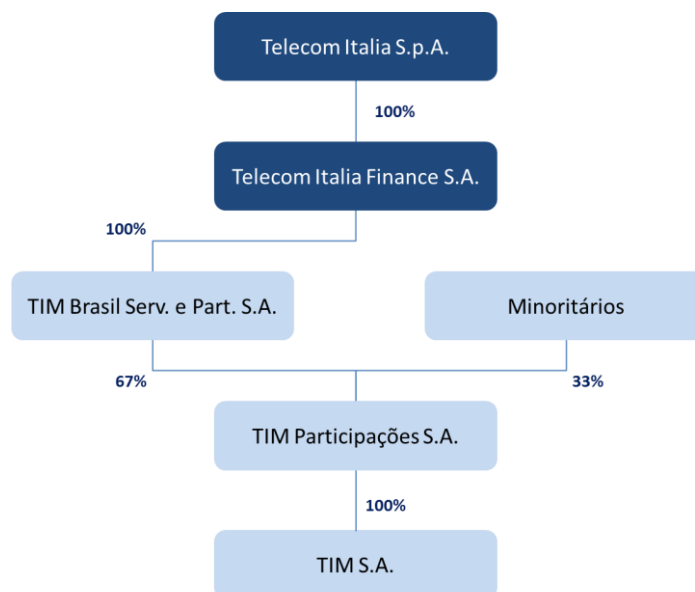 Telecom Italia S.p.A.
100%
Telecom Italia Finance S.A.
100%
TIM Brasil Serv. e Part. S.A.
Minoritários
67%
33%
TIM Participações S.A.
100%
TIM S.A.